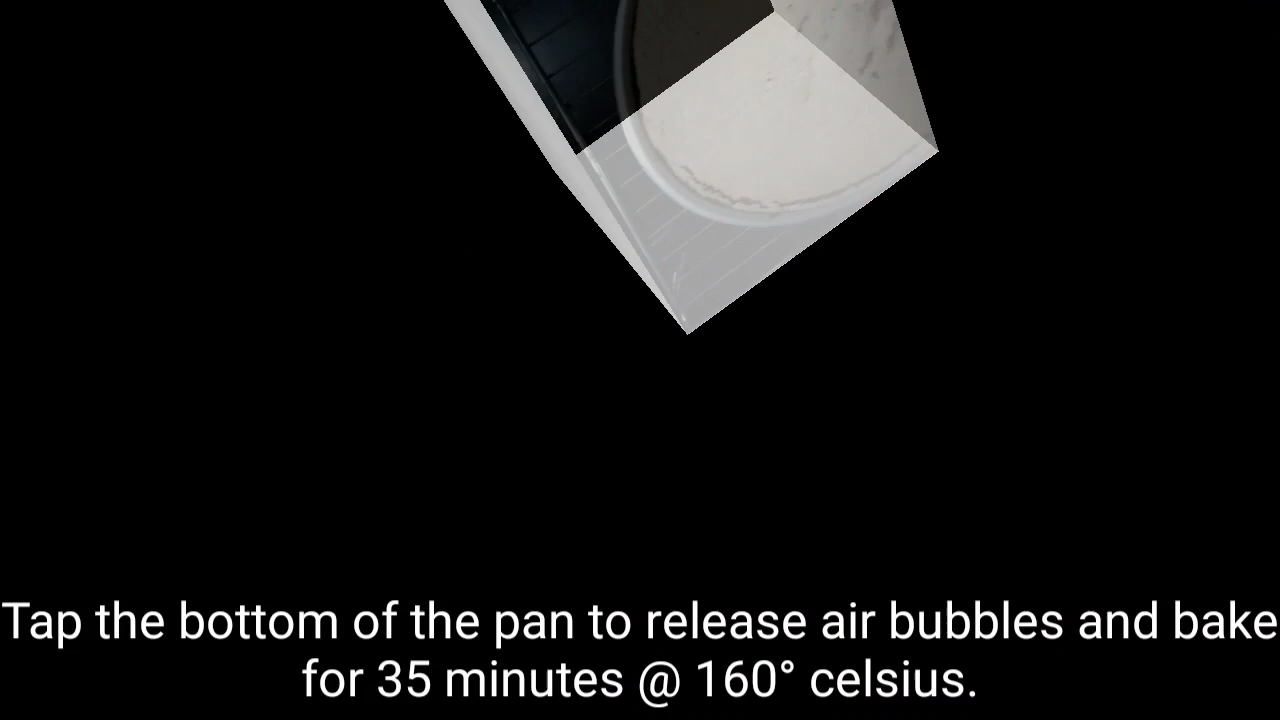 Tap the bottom of the pan to release air bubbles and bake
for 35 minutes @ 160° celsius.